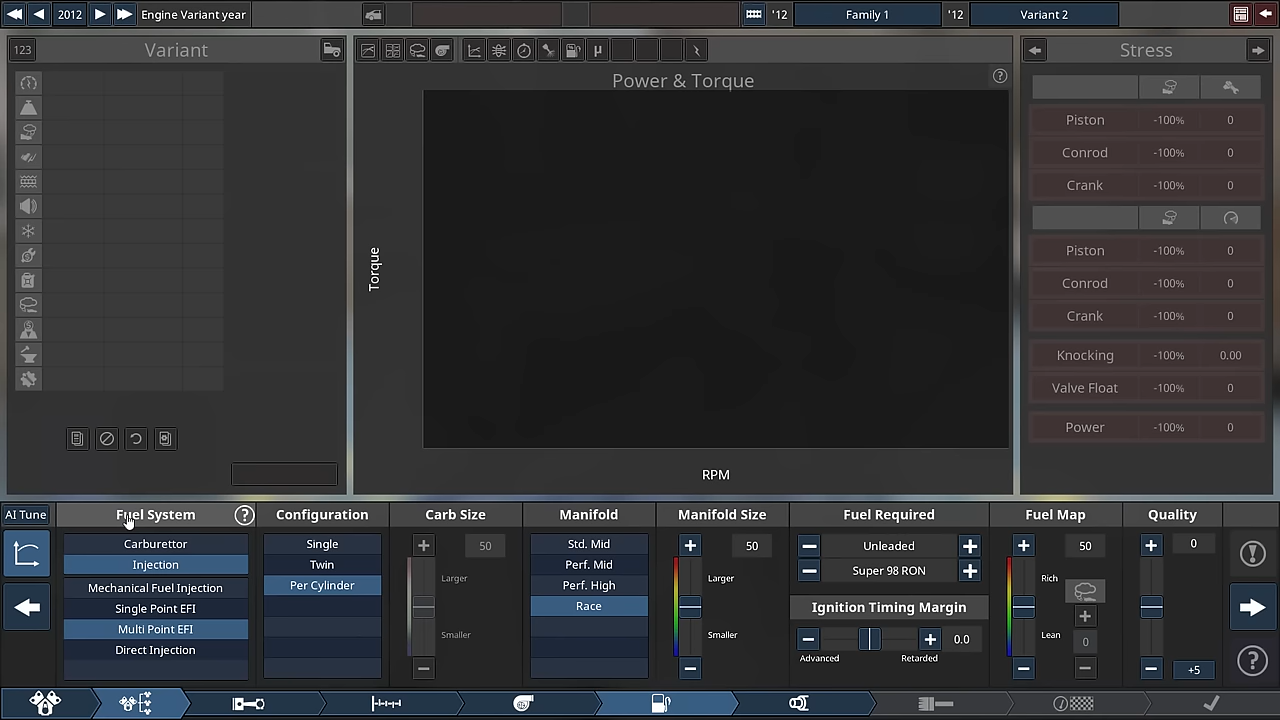 2012 Engine Variant year '12 Family 1 '12 Variant 2
123 Variant
Power & Torque
Torque
RPM
Stress
Piston -100% 0
Conrod -100% 0
Crank -100% 0
Piston -100% 0
Conrod -100% 0
Crank -100% 0
Knocking -100% 0.00
Valve Float -100% 0
Power -100% 0
AI Tune
Fuel System
Carburettor
Injection
Mechanical Fuel Injection
Single Point EFI
Multi Point EFI
Direct Injection
Configuration
Single
Twin
Per Cylinder
Carb Size
50
Larger
Smaller
Manifold
Std. Mid
Perf. Mid
Perf. High
Race
Manifold Size
50
Larger
Smaller
Fuel Required
Unleaded
Super 98 RON
Ignition Timing Margin
0.0
Advanced Retarded
Fuel Map
50
Rich
Lean
0
Quality
0
+5